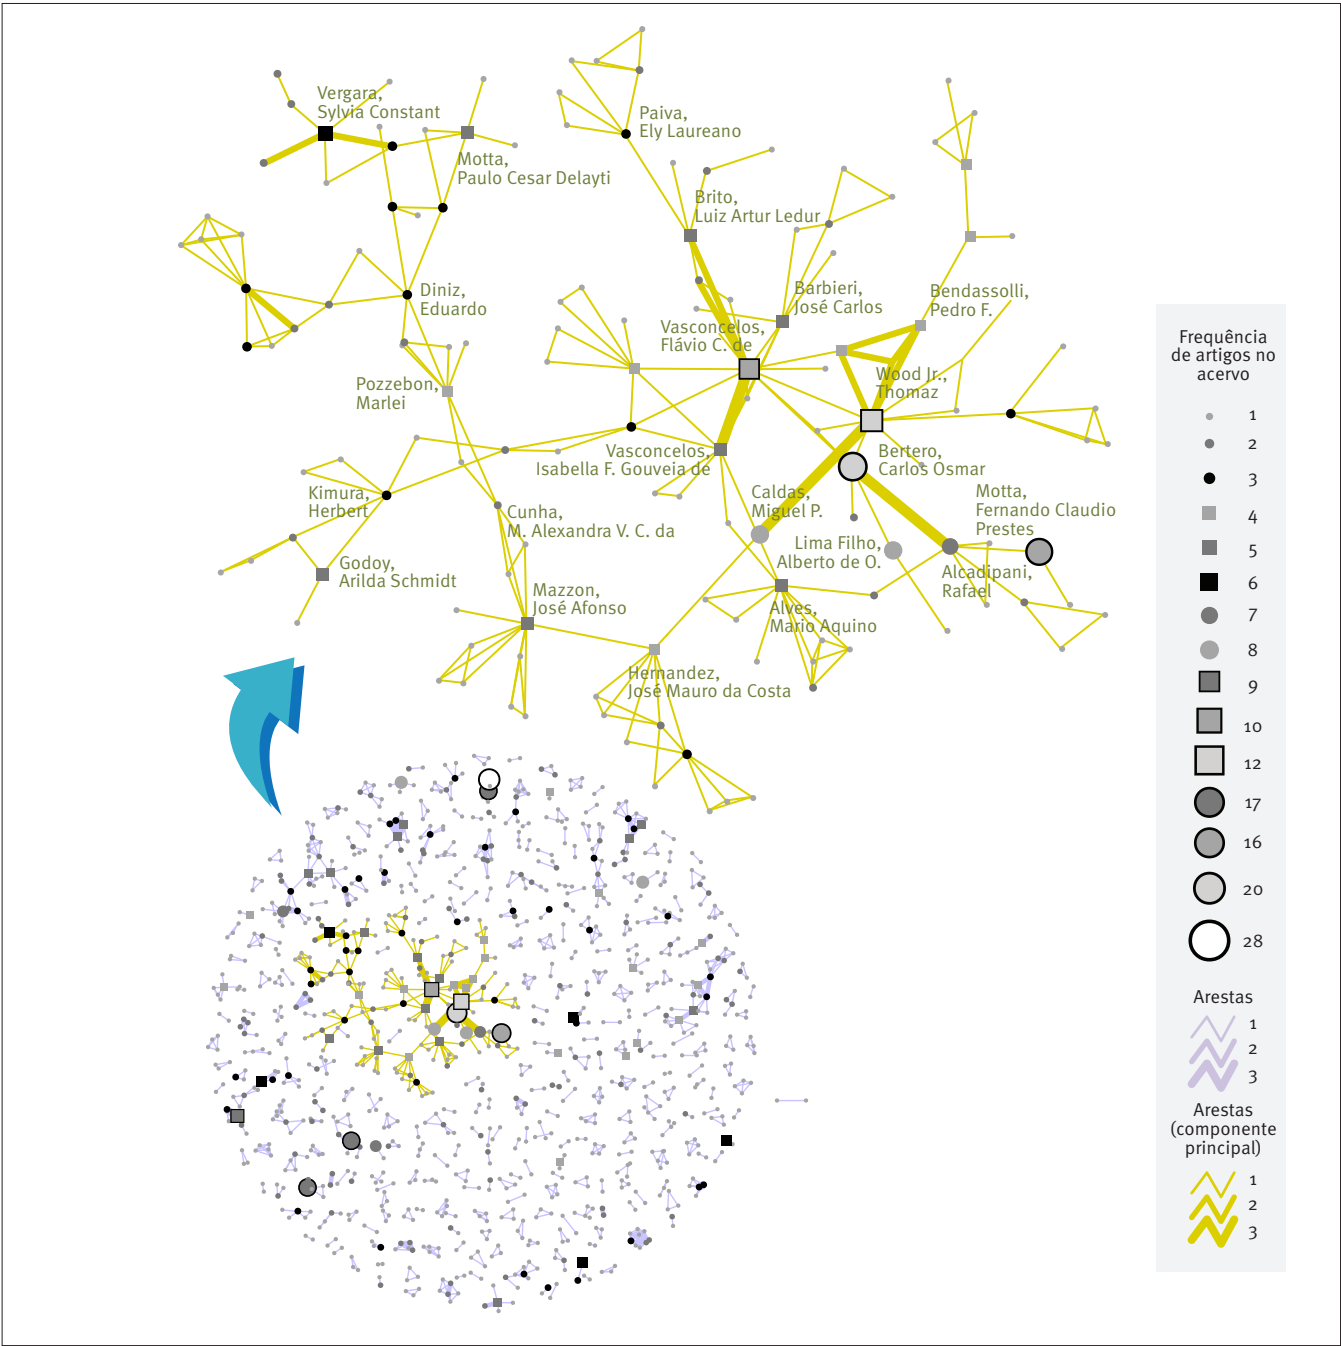 Vergara,
Sylvia Constant
Motta,
Paulo Cesar Delayti
Paiva,
Ely Laureano
Brito,
Luiz Artur Ledur
Diniz,
Eduardo
Barbieri,
José Carlos
Bendassolli,
Pedro F.
Vasconcelos,
Flávio C. de
Wood Jr.,
Thomaz
Pozzebon,
Marlei
Vasconcelos,
Isabella F. Gouveia de
Bertero,
Carlos Osmar
Kimura,
Herbert
Caldas,
Miguel P.
Motta,
Fernando Claudio
Prestes
Cunha,
M. Alexandra V. C. da
Lima Filho,
Alberto de O.
Godoy,
Arilda Schmidt
Alcadipani,
Rafael
Mazzon,
José Afonso
Alves,
Mario Aquino
Hernandez,
José Mauro da Costa
Frequência
de artigos no
acervo
1
2
3
4
5
6
7
8
9
10
12
17
16
20
28
Arestas
1
2
3
Arestas
(componente
principal)
1
2
3